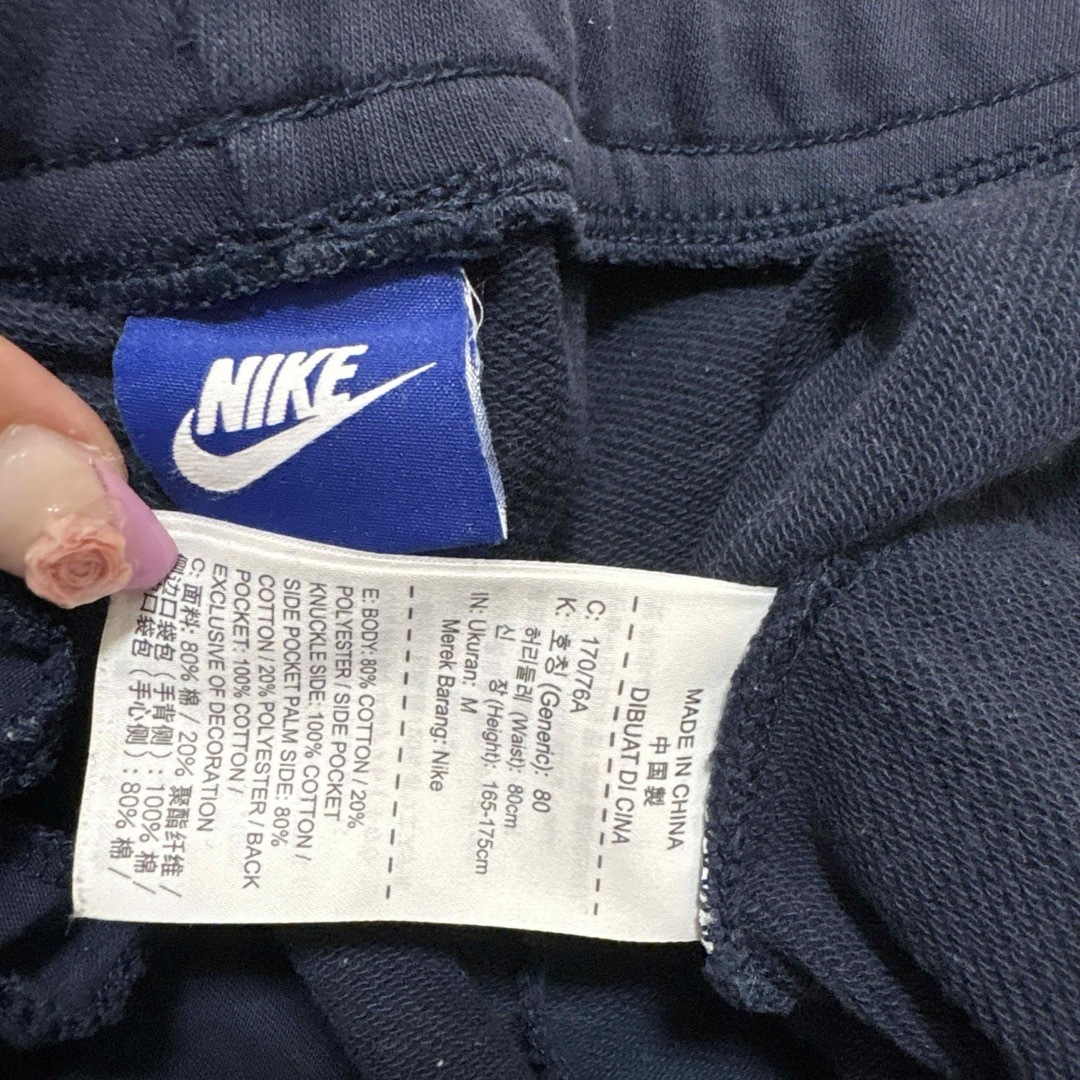 NIKE
MADE IN CHINA
中国製
DIBUAT DI CINA
C: 170/76A
K: 호칭 (Generic): 80
허리둘레 (Waist): 80cm
신 장 (Height): 165-175cm
IN: Ukuran: M
Merek Barang: Nike
E: BODY: 80% COTTON / 20%
POLYESTER / SIDE POCKET
KNUCKLE SIDE: 100% COTTON /
SIDE POCKET PALM SIDE: 80%
COTTON / 20% POLYESTER / BACK
POCKET: 100% COTTON /
EXCLUSIVE OF DECORATION
C: 面料: 80% 棉 / 20% 聚酯纤维 /
侧边口袋包 (手背侧) : 100% 棉 /
口袋包 (手心侧) : 80% 棉 /